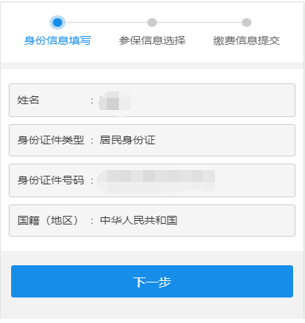 身份信息填写 参保信息选择 缴费信息提交
姓名 :
身份证件类型 : 居民身份证
身份证件号码 :
国籍（地区） : 中华人民共和国
下一步